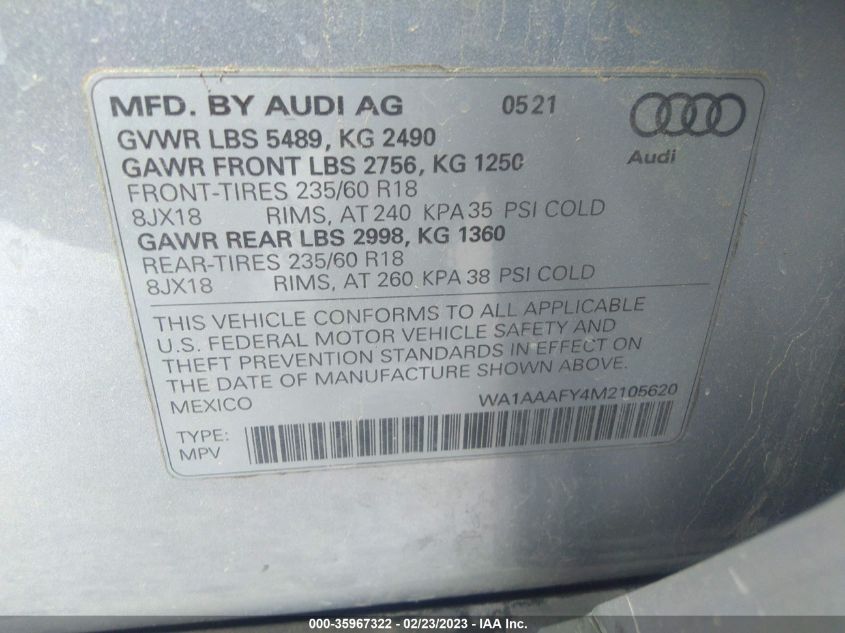 MFD. BY AUDI AG 0521
Audi
GVWR LBS 5489, KG 2490
GAWR FRONT LBS 2756, KG 1250
FRONT-TIRES 235/60 R18
8JX18 RIMS, AT 240 KPA 35 PSI COLD
GAWR REAR LBS 2998, KG 1360
REAR-TIRES 235/60 R18
8JX18 RIMS, AT 260 KPA 38 PSI COLD
THIS VEHICLE CONFORMS TO ALL APPLICABLE
U.S. FEDERAL MOTOR VEHICLE SAFETY AND
THEFT PREVENTION STANDARDS IN EFFECT ON
THE DATE OF MANUFACTURE SHOWN ABOVE.
MEXICO WA1AAAFY4M2105620
TYPE:
MPV
000-35967322 - 02/23/2023 - IAA Inc.